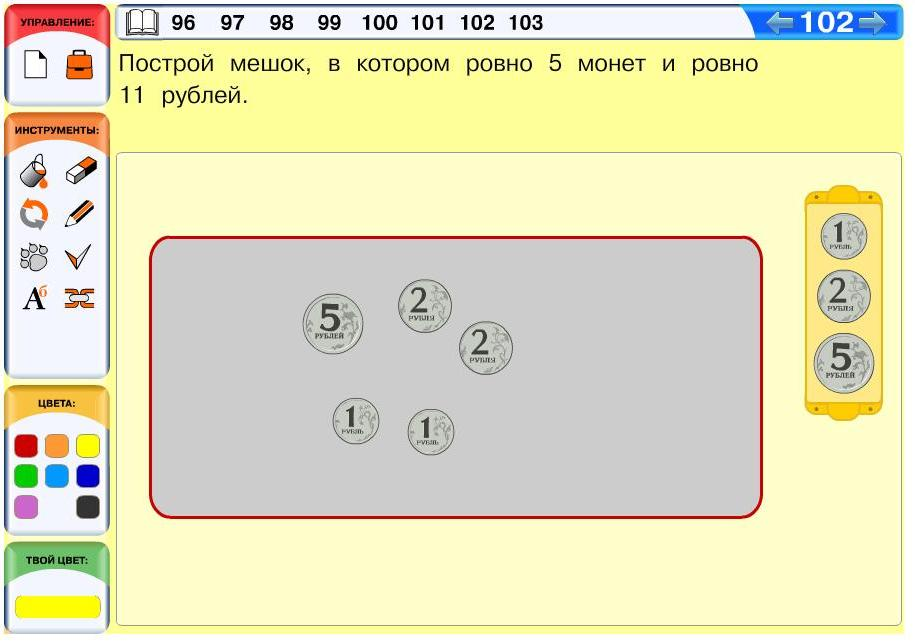 УПРАВЛЕНИЕ:
96 97 98 99 100 101 102 103
102
Построй мешок, в котором ровно 5 монет и ровно
11 рублей.
ИНСТРУМЕНТЫ:
Аб
5
РУБЛЕЙ
2
РУБЛЯ
2
РУБЛЯ
1
РУБЛЬ
1
РУБЛЬ
1
РУБЛЬ
2
РУБЛЯ
5
РУБЛЕЙ
ЦВЕТА:
ТВОЙ ЦВЕТ: